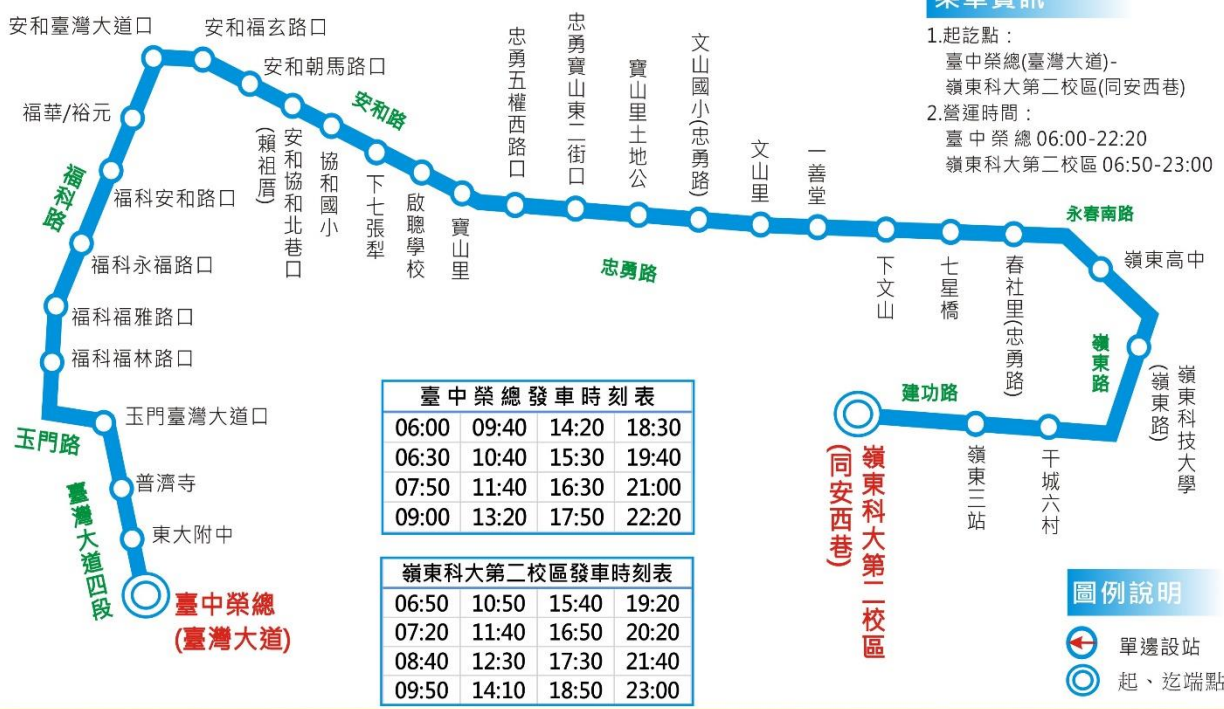 乘車資訊
1.起訖點：
臺中榮總(臺灣大道)-
嶺東科大第二校區(同安西巷)
2.營運時間：
臺中榮總 06:00-22:20
嶺東科大第二校區 06:50-23:00
安和臺灣大道口
安和福玄路口
安和朝馬路口
安和協和北巷口
(賴祖厝)
協和國小
下七張犁
啟聰學校
寶山里
安和路
忠勇五權西路口
忠勇寶山東二街口
寶山里土地公
文山國小(忠勇路)
文山里
一善堂
下文山
七星橋
春社里(忠勇路)
忠勇路
永春南路
嶺東高中
嶺東路
嶺東科技大學
(嶺東路)
干城六村
嶺東三站
建功路
嶺東科大第二校區
(同安西巷)
福華/裕元
福科路
福科安和路口
福科永福路口
福科福雅路口
福科福林路口
玉門路
玉門臺灣大道口
普濟寺
東大附中
臺灣大道四段
臺中榮總
(臺灣大道)
臺中榮總發車時刻表
06:00 09:40 14:20 18:30
06:30 10:40 15:30 19:40
07:50 11:40 16:30 21:00
09:00 13:20 17:50 22:20
嶺東科大第二校區發車時刻表
06:50 10:50 15:40 19:20
07:20 11:40 16:50 20:20
08:40 12:30 17:30 21:40
09:50 14:10 18:50 23:00
圖例說明
單邊設站
起、迄端點